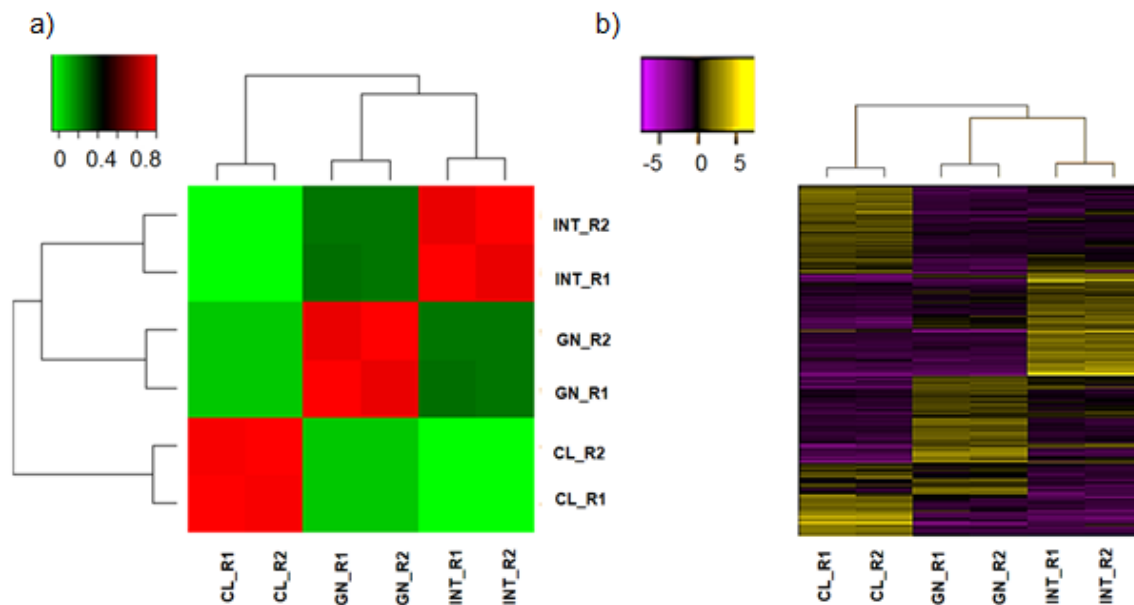 a)
0 0.4 0.8
INT_R2
INT_R1
GN_R2
GN_R1
CL_R2
CL_R1
CL_R1 CL_R2 GN_R1 GN_R2 INT_R1 INT_R2
b)
-5 0 5
CL_R1 CL_R2 GN_R1 GN_R2 INT_R1 INT_R2